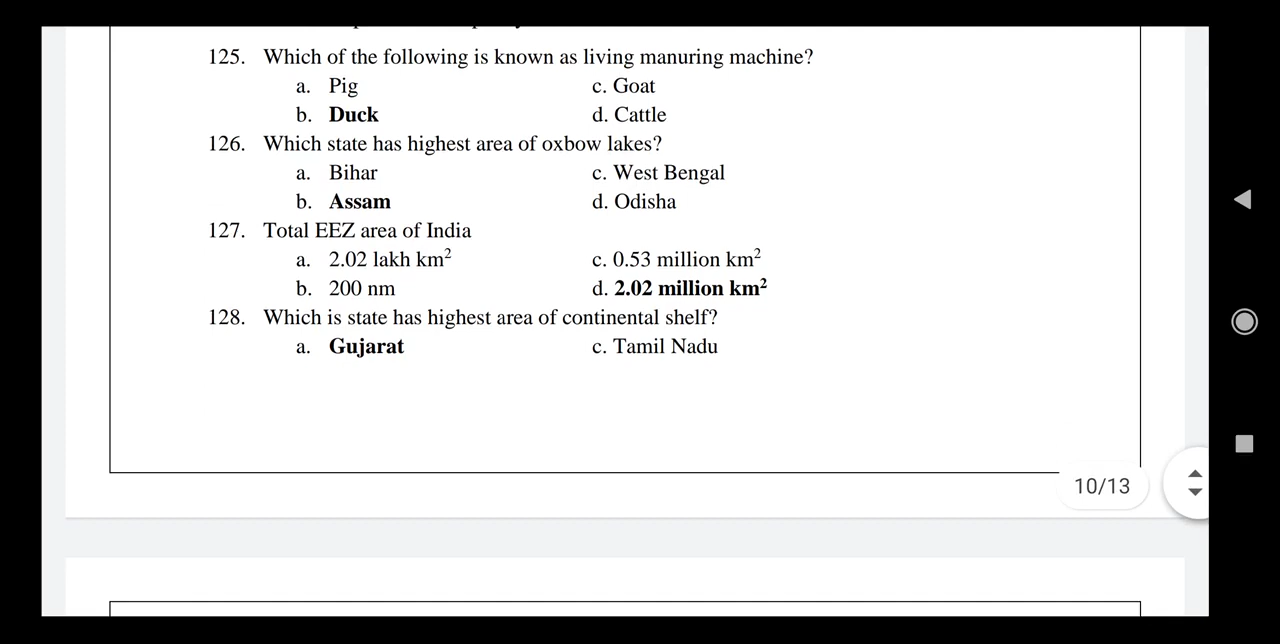 125. Which of the following is known as living manuring machine?
a. Pig c. Goat
b. Duck d. Cattle
126. Which state has highest area of oxbow lakes?
a. Bihar c. West Bengal
b. Assam d. Odisha
127. Total EEZ area of India
a. 2.02 lakh km² c. 0.53 million km²
b. 200 nm d. 2.02 million km²
128. Which is state has highest area of continental shelf?
a. Gujarat c. Tamil Nadu
10/13